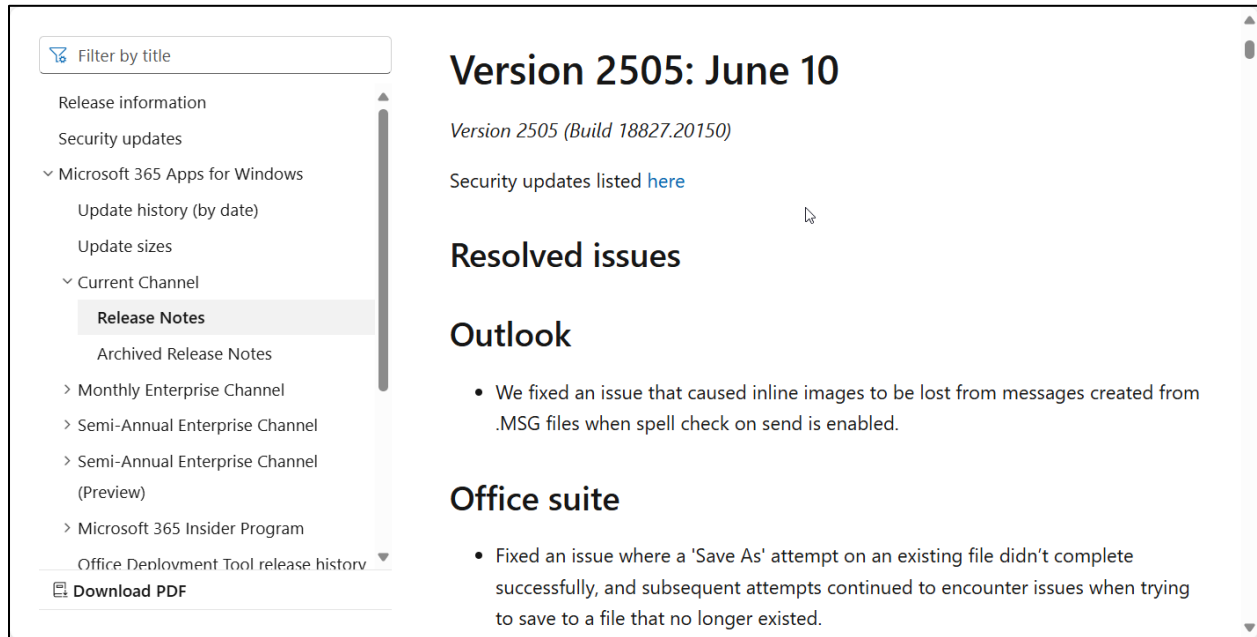 Filter by title
Release information
Security updates
Microsoft 365 Apps for Windows
Update history (by date)
Update sizes
Current Channel
Release Notes
Archived Release Notes
Monthly Enterprise Channel
Semi-Annual Enterprise Channel
Semi-Annual Enterprise Channel
(Preview)
Microsoft 365 Insider Program
Office Deployment Tool release history
Download PDF
Version 2505: June 10
Version 2505 (Build 18827.20150)
Security updates listed here
Resolved issues
Outlook
• We fixed an issue that caused inline images to be lost from messages created from
.MSG files when spell check on send is enabled.
Office suite
• Fixed an issue where a 'Save As' attempt on an existing file didn’t complete
successfully, and subsequent attempts continued to encounter issues when trying
to save to a file that no longer existed.